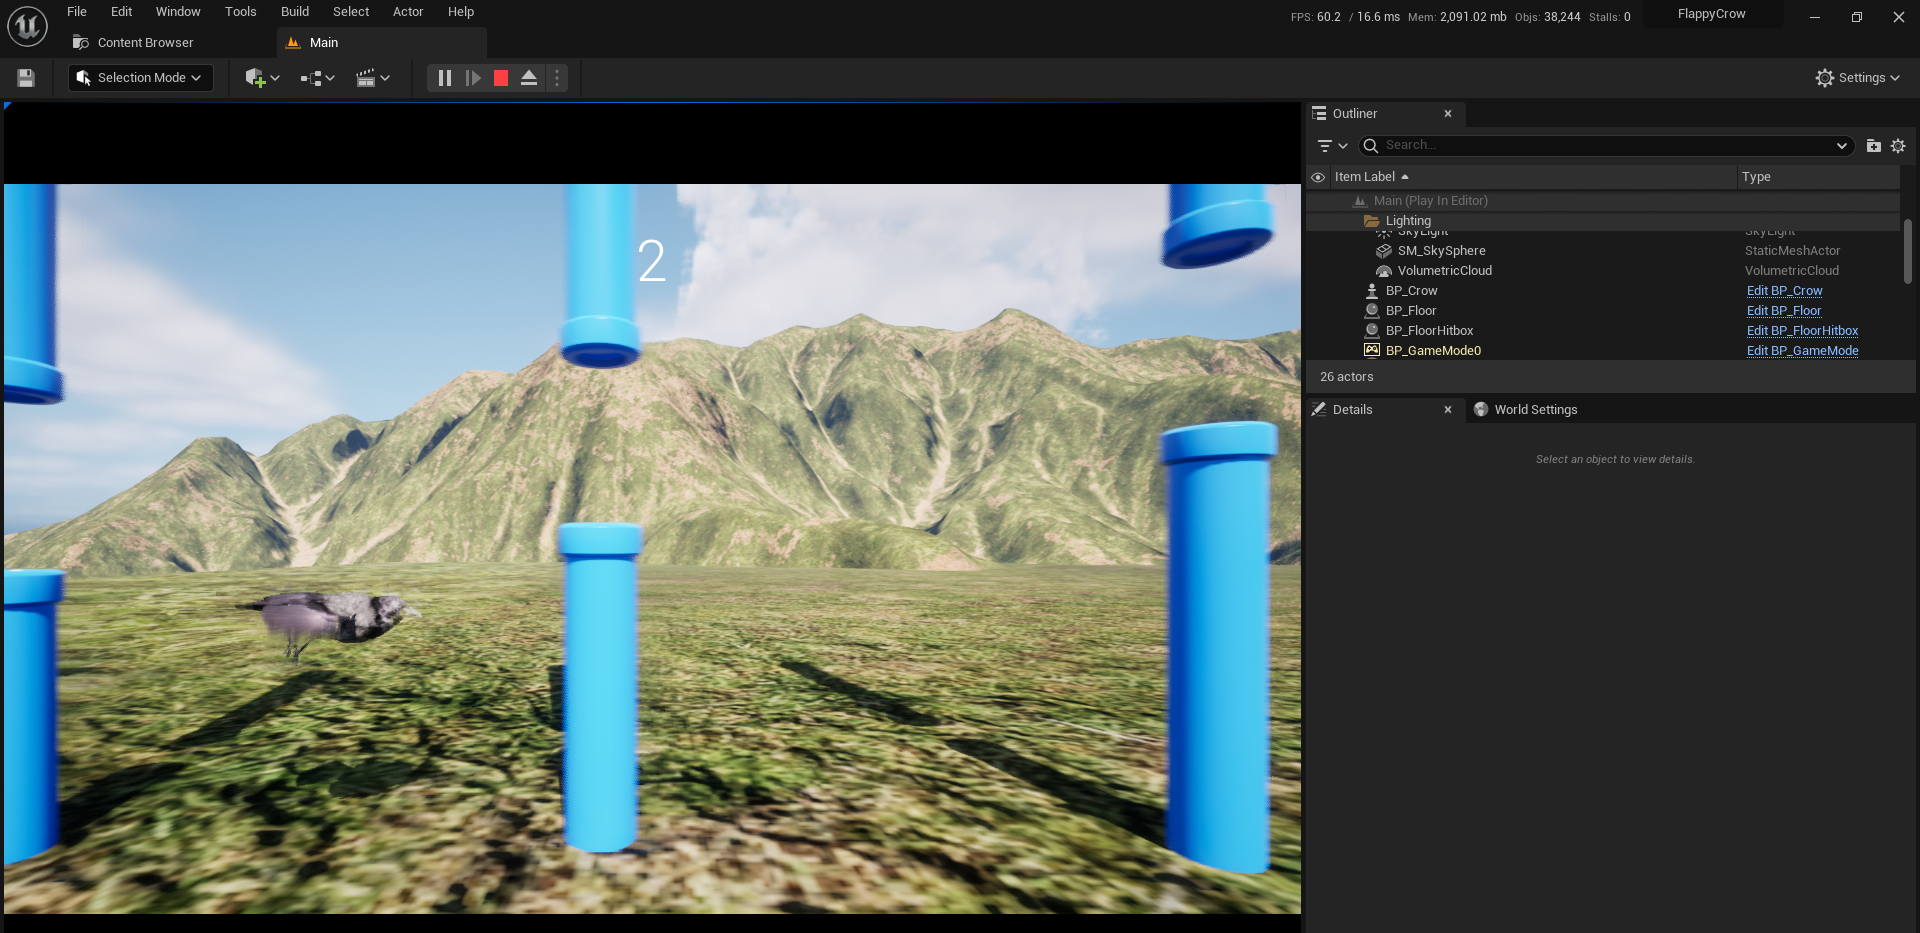 File Edit Window Tools Build Select Actor Help
FPS: 60.2 / 16.6 ms Mem: 2,091.02 mb Objs: 38,244 Stalls: 0
FlappyCrow
Content Browser
Main
Selection Mode
Settings
2
Outliner
Search...
Item Label Type
Main (Play In Editor)
Lighting
SkyLight SkyLight
SM_SkySphere StaticMeshActor
VolumetricCloud VolumetricCloud
BP_Crow Edit BP_Crow
BP_Floor Edit BP_Floor
BP_FloorHitbox Edit BP_FloorHitbox
BP_GameMode0 Edit BP_GameMode
26 actors
Details
World Settings
Select an object to view details.